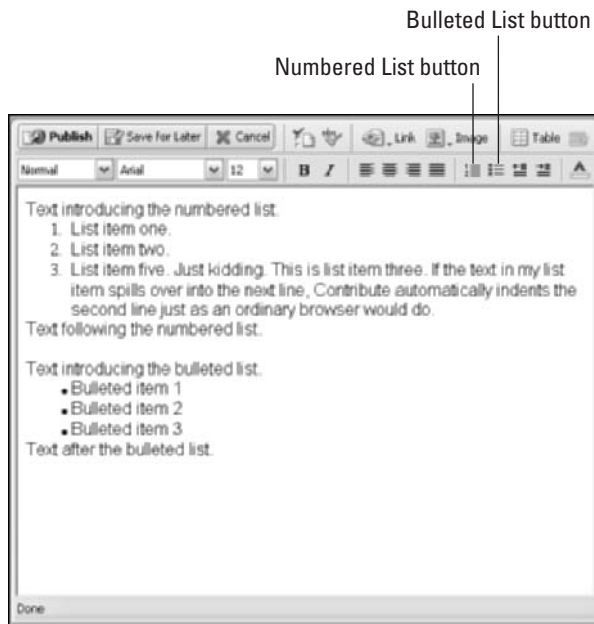 Bulleted List button
Numbered List button
Publish Save for Later Cancel Link Image Table
Normal Arial 12 B I A
Text introducing the numbered list.
1. List item one.
2. List item two.
3. List item five. Just kidding. This is list item three. If the text in my list
item spills over into the next line, Contribute automatically indents the
second line just as an ordinary browser would do.
Text following the numbered list.
Text introducing the bulleted list.
• Bulleted item 1
• Bulleted item 2
• Bulleted item 3
Text after the bulleted list.
Done